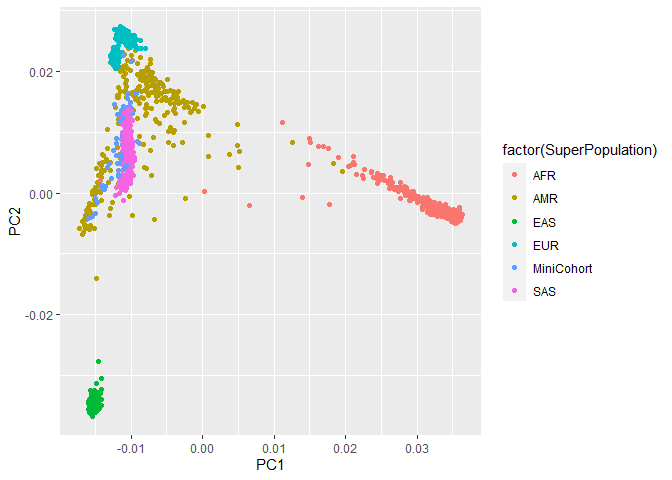 0.02
0.00
-0.02
PC2
-0.01
0.00
0.01
0.02
0.03
PC1
factor(SuperPopulation)
AFR
AMR
EAS
EUR
MiniCohort
SAS